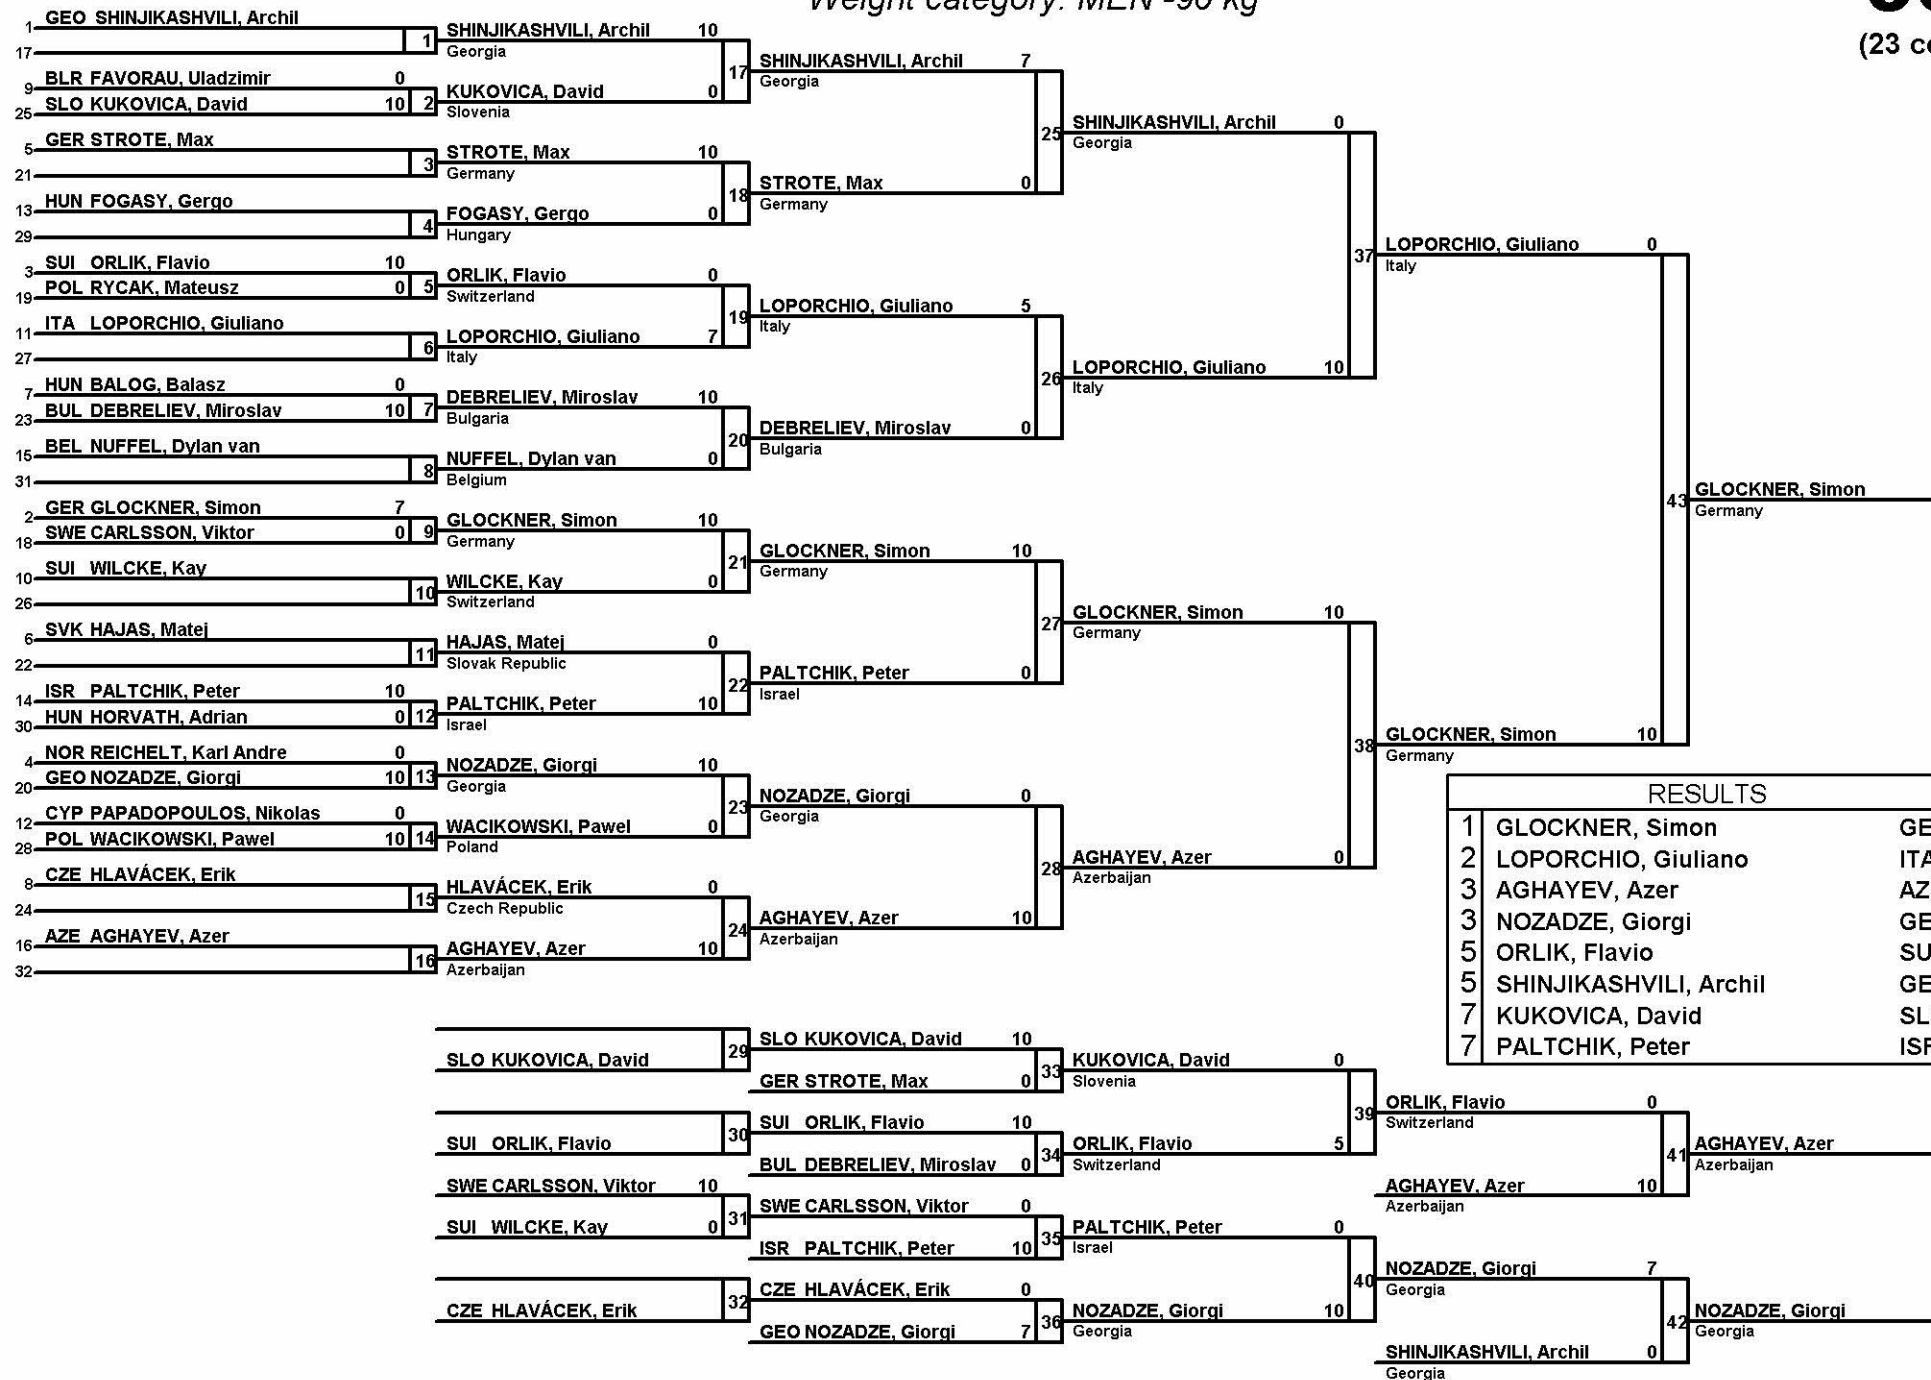 Weight category: MEN -90 kg
(23
1 GEO SHINJIKASHVILI, Archil
17
1
9 BLR FAVORAU, Uladzimir 0
25 SLO KUKOVICA, David 10
2
5 GER STROTE, Max
21
3
13 HUN FOGASY, Gergo
29
4
3 SUI ORLIK, Flavio 10
19 POL RYCAK, Mateusz 0
5
11 ITA LOPORCHIO, Giuliano
27
6
7 HUN BALOG, Balasz 0
23 BUL DEBRELIEV, Miroslav 10
7
15 BEL NUFFEL, Dylan van
31
8
2 GER GLOCKNER, Simon 7
18 SWE CARLSSON, Viktor 0
9
10 SUI WILCKE, Kay
26
10
6 SVK HAJAS, Matej
22
11
14 ISR PALTCHIK, Peter 10
30 HUN HORVATH, Adrian 0
12
4 NOR REICHELT, Karl Andre 0
20 GEO NOZADZE, Giorgi 10
13
12 CYP PAPADOPOULOS, Nikolas 0
28 POL WACIKOWSKI, Pawel 10
14
8 CZE HLAVÁCEK, Erik
24
15
16 AZE AGHAYEV, Azer
32
16
SHINJIKASHVILI, Archil 10
Georgia
17
KUKOVICA, David 0
Slovenia
STROTE, Max 10
Germany
18
FOGASY, Gergo 0
Hungary
ORLIK, Flavio 0
Switzerland
19
LOPORCHIO, Giuliano 7
Italy
DEBRELIEV, Miroslav 10
Bulgaria
20
NUFFEL, Dylan van 0
Belgium
GLOCKNER, Simon 10
Germany
21
WILCKE, Kay 0
Switzerland
HAJAS, Matej 0
Slovak Republic
22
PALTCHIK, Peter 10
Israel
NOZADZE, Giorgi 10
Georgia
23
WACIKOWSKI, Pawel 0
Poland
HLAVÁCEK, Erik 0
Czech Republic
24
AGHAYEV, Azer 10
Azerbaijan
SHINJIKASHVILI, Archil 7
Georgia
25
STROTE, Max 0
Germany
LOPORCHIO, Giuliano 5
Italy
26
DEBRELIEV, Miroslav 0
Bulgaria
GLOCKNER, Simon 10
Germany
27
PALTCHIK, Peter 0
Israel
NOZADZE, Giorgi 0
Georgia
28
AGHAYEV, Azer 10
Azerbaijan
SHINJIKASHVILI, Archil 0
Georgia
37
LOPORCHIO, Giuliano 10
Italy
GLOCKNER, Simon 10
Germany
38
AGHAYEV, Azer 0
Azerbaijan
LOPORCHIO, Giuliano 0
Italy
43
GLOCKNER, Simon 10
Germany
GLOCKNER, Simon
Germany
RESULTS
1 GLOCKNER, Simon GE
2 LOPORCHIO, Giuliano ITA
3 AGHAYEV, Azer AZ
3 NOZADZE, Giorgi GE
5 ORLIK, Flavio SU
5 SHINJIKASHVILI, Archil GE
7 KUKOVICA, David SL
7 PALTCHIK, Peter IS
SLO KUKOVICA, David
29
SUI ORLIK, Flavio
30
SWE CARLSSON, Viktor 10
31
SUI WILCKE, Kay 0
CZE HLAVÁCEK, Erik
32
SLO KUKOVICA, David 10
33
GER STROTE, Max 0
SUI ORLIK, Flavio 10
34
BUL DEBRELIEV, Miroslav 0
SWE CARLSSON, Viktor 0
35
ISR PALTCHIK, Peter 10
CZE HLAVÁCEK, Erik 0
36
GEO NOZADZE, Giorgi 7
KUKOVICA, David 0
Slovenia
39
ORLIK, Flavio 5
Switzerland
PALTCHIK, Peter 0
Israel
40
NOZADZE, Giorgi 10
Georgia
ORLIK, Flavio 0
Switzerland
41
AGHAYEV, Azer 10
Azerbaijan
NOZADZE, Giorgi 7
Georgia
42
SHINJIKASHVILI, Archil 0
Georgia
AGHAYEV, Azer
Azerbaijan
NOZADZE, Giorgi
Georgia